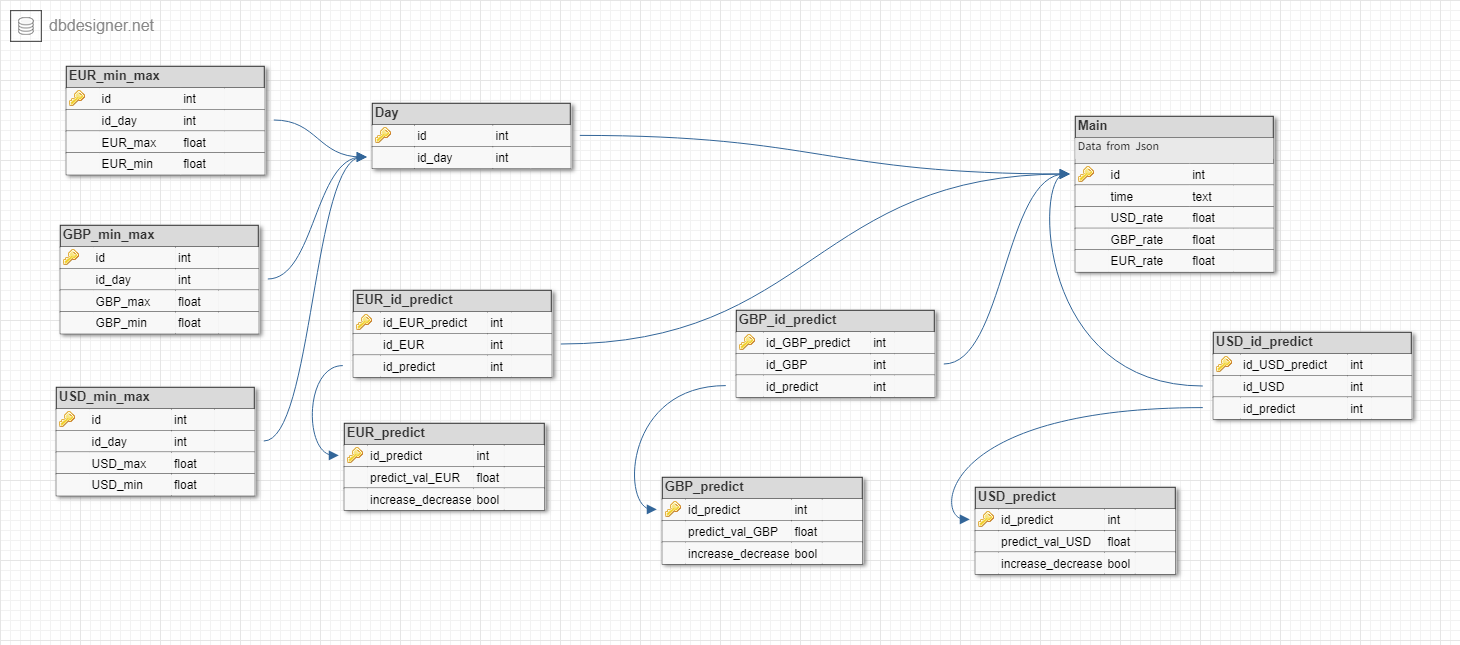 dbdesigner.net
EUR_min_max
id int
id_day int
EUR_max float
EUR_min float
Day
id int
id_day int
Main
Data from Json
id int
time text
USD_rate float
GBP_rate float
EUR_rate float
GBP_min_max
id int
id_day int
GBP_max float
GBP_min float
EUR_id_predict
id_EUR_predict int
id_EUR int
id_predict int
GBP_id_predict
id_GBP_predict int
id_GBP int
id_predict int
USD_id_predict
id_USD_predict int
id_USD int
id_predict int
USD_min_max
id int
id_day int
USD_max float
USD_min float
EUR_predict
id_predict int
predict_val_EUR float
increase_decrease bool
GBP_predict
id_predict int
predict_val_GBP float
increase_decrease bool
USD_predict
id_predict int
predict_val_USD float
increase_decrease bool